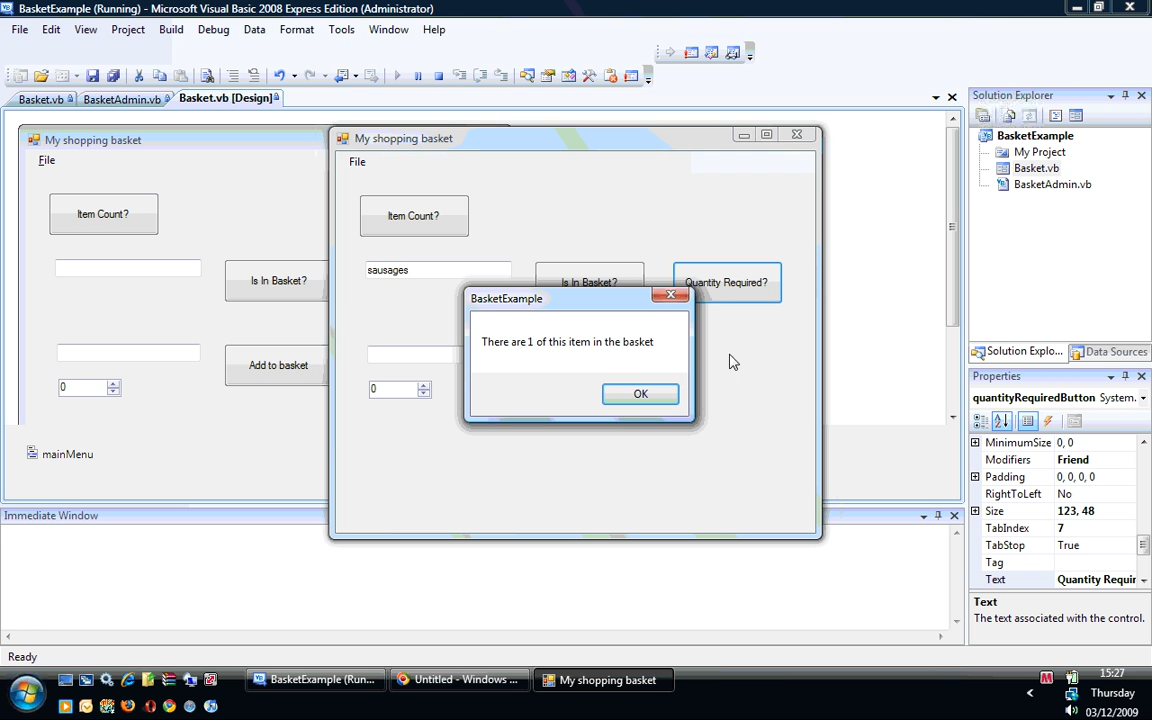 BasketExample (Running) - Microsoft Visual Basic 2008 Express Edition (Administrator)
File Edit View Project Build Debug Data Format Tools Window Help
Basket.vb BasketAdmin.vb Basket.vb [Design]
My shopping basket
File
Item Count?
Is In Basket?
Add to basket
0
mainMenu
My shopping basket
File
Item Count?
sausages
Is In Basket?
Quantity Required?
0
BasketExample
There are 1 of this item in the basket
OK
Solution Explorer
BasketExample
My Project
Basket.vb
BasketAdmin.vb
Solution Explo... Data Sources
Properties
quantityRequiredButton System.
MinimumSize 0, 0
Modifiers Friend
Padding 0, 0, 0, 0
RightToLeft No
Size 123, 48
TabIndex 7
TabStop True
Tag
Text Quantity Requir
Text
The text associated with the control.
Immediate Window
Ready
BasketExample (Run... Untitled - Windows ... My shopping basket
15:27
Thursday
03/12/2009